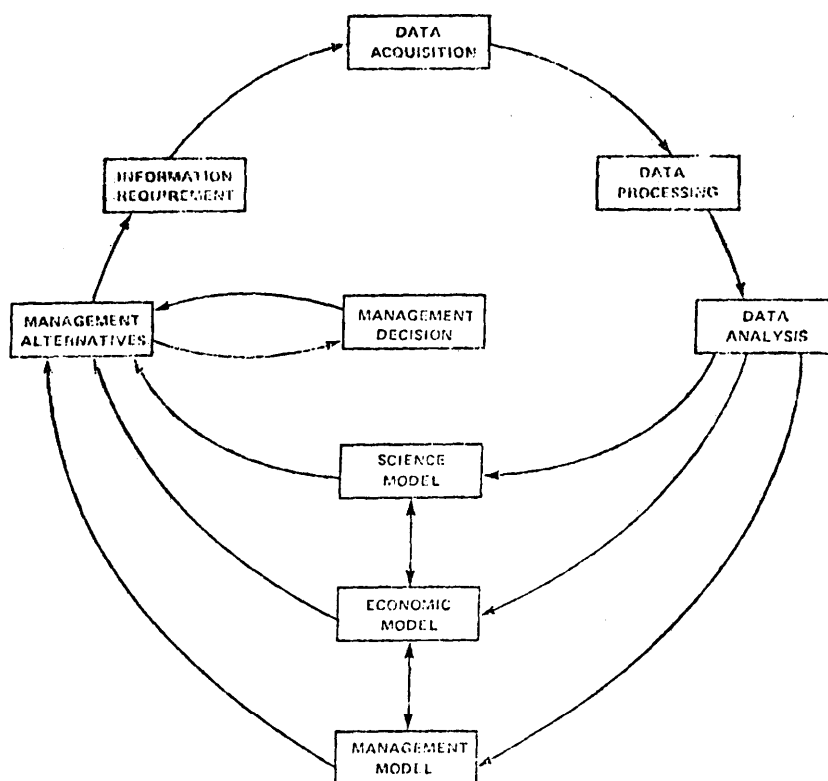 DATA
ACQUISITION
INFORMATION
REQUIREMENT
DATA
PROCESSING
MANAGEMENT
ALTERNATIVES
MANAGEMENT
DECISION
DATA
ANALYSIS
SCIENCE
MODEL
ECONOMIC
MODEL
MANAGEMENT
MODEL